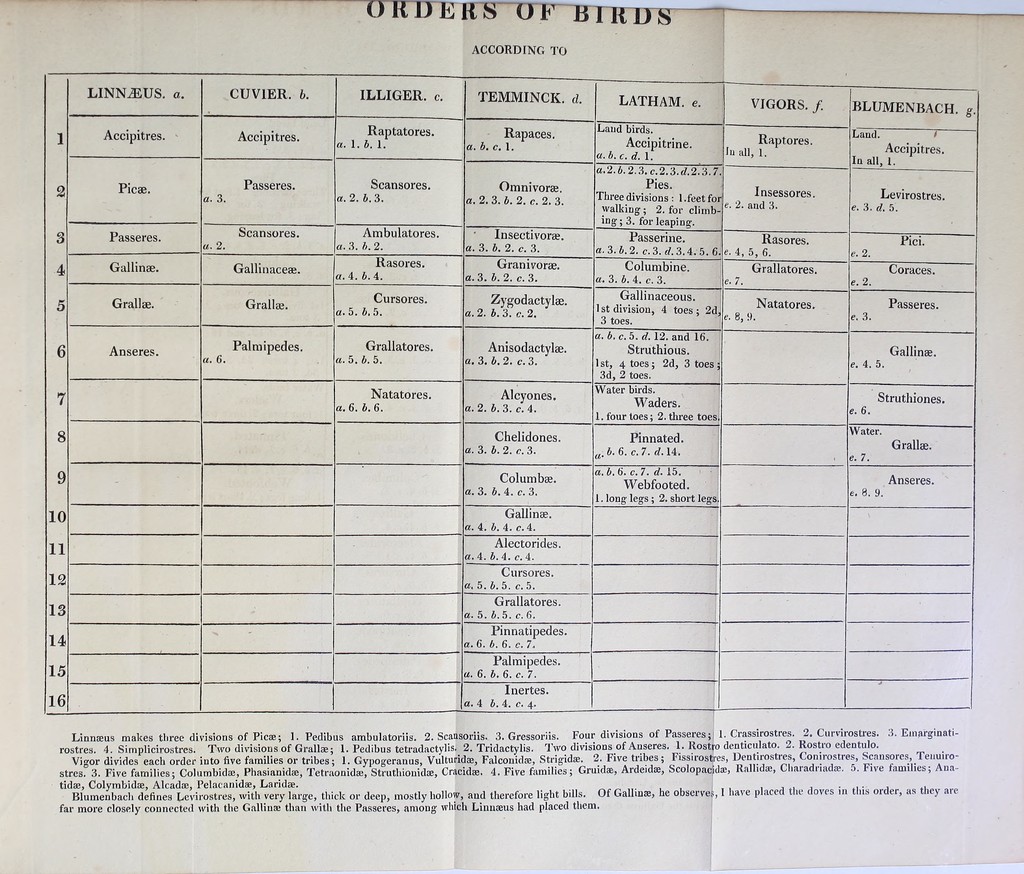 ORDERS OF BIRDS
ACCORDING TO
LINNÆUS. a. CUVIER. b. ILLIGER. c. TEMMINCK. d. LATHAM. e. VIGORS. f. BLUMENBACH. g.
1
Accipitres.
Accipitres.
Raptatores.
a. 1. b. 1.
Rapaces.
a. b. c. 1.
Land birds.
Accipitrine.
a. b. c. d. 1.
Raptores.
In all, 1.
Land.
Accipitres.
In all, 1.
2
Picæ.
Passeres.
a. 3.
Scansores.
a. 2. b. 3.
Omnivoræ.
a. 2. 3. b. 2. c. 2. 3.
a. 2. b. 2. 3. c. 2. 3. d. 2. 3. 7.
Pies.
Three divisions : 1. feet for
walking ; 2. for climb-
ing ; 3. for leaping.
Insessores.
e. 2. and 3.
Levirostres.
e. 3. d. 5.
3
Passeres.
Scansores.
a. 2.
Ambulatores.
a. 3. b. 2.
Insectivoræ.
a. 3. b. 2. c. 3.
Passerine.
a. 3. b. 2. c. 3. d. 3. 4. 5. 6.
Rasores.
e. 4, 5, 6.
Pici.
e. 2.
4
Gallinæ.
Gallinaceæ.
Rasores.
a. 4. b. 4.
Granivoræ.
a. 3. b. 2. c. 3.
Columbine.
a. 3. b. 4. c. 3.
Grallatores.
e. 7.
Coraces.
e. 2.
5
Grallæ.
Grallæ.
Cursores.
a. 5. b. 5.
Zygodactylæ.
a. 2. b. 3. c. 2.
Gallinaceous.
1st division, 4 toes ; 2d,
3 toes.
Natatores.
e. 8, 9.
Passeres.
e. 3.
6
Anseres.
Palmipedes.
a. 6.
Grallatores.
a. 5. b. 5.
Anisodactylæ.
a. 3. b. 2. c. 3.
a. b. c. 5. d. 12. and 16.
Struthious.
1st, 4 toes ; 2d, 3 toes ;
3d, 2 toes.
Gallinæ.
e. 4. 5.
7
Natatores.
a. 6. b. 6.
Alcyones.
a. 2. b. 3. c. 4.
Water birds.
Waders.
1. four toes ; 2. three toes.
Struthiones.
e. 6.
8
Chelidones.
a. 3. b. 2. c. 3.
Pinnated.
a. b. 6. c. 7. d. 14.
Water.
Grallæ.
e. 7.
9
Columbæ.
a. 3. b. 4. c. 3.
a. b. 6. c. 7. d. 15.
Webfooted.
1. long legs ; 2. short legs.
Anseres.
e. 8. 9.
10
Gallinæ.
a. 4. b. 4. c. 4.
11
Alectorides.
a. 4. b. 4. c. 4.
12
Cursores.
a. 5. b. 5. c. 5.
13
Grallatores.
a. 5. b. 5. c. 6.
14
Pinnatipedes.
a. 6. b. 6. c. 7.
15
Palmipedes.
a. 6. b. 6. c. 7.
16
Inertes.
a. 4 b. 4. c. 4.
Linnæus makes three divisions of Picæ; 1. Pedibus ambulatoriis. 2. Scansoriis. 3. Gressoriis. Four divisions of Passeres; 1. Crassirostres. 2. Curvirostres. 3. Emarginati-
rostres. 4. Simplicirostres. Two divisions of Grallæ; 1. Pedibus tetradactylis. 2. Tridactylis. Two divisions of Anseres. 1. Rostro denticulato. 2. Rostro edentulo.
Vigor divides each order into five families or tribes; 1. Gypogeranus, Vulturidæ, Falconidæ, Strigidæ. 2. Five tribes; Fissirostres, Dentirostres, Conirostres, Scansores, Tenuiro-
stres. 3. Five families; Columbidæ, Phasianidæ, Tetraonidæ, Struthionidæ, Cracidæ. 4. Five families; Gruidæ, Ardeidæ, Scolopacidæ, Rallidæ, Charadriadæ. 5. Five families; Ana-
tidæ, Colymbidæ, Alcadæ, Pelacanidæ, Laridæ.
Blumenbach defines Levirostres, with very large, thick or deep, mostly hollow, and therefore light bills. Of Gallinæ, he observes, I have placed the doves in this order, as they are
far more closely connected with the Gallinæ than with the Passeres, among which Linnæus had placed them.